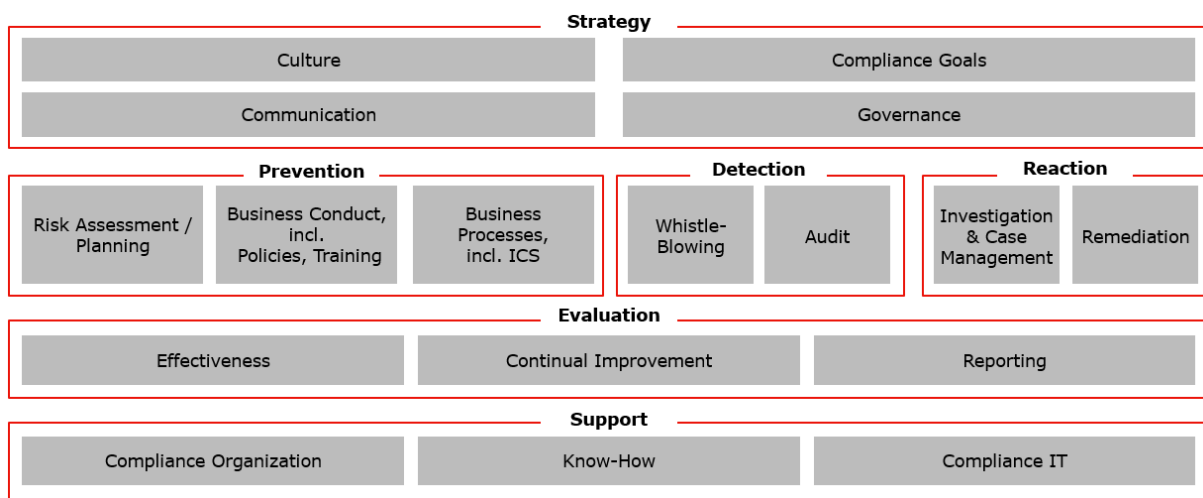 Strategy
Culture
Compliance Goals
Communication
Governance
Prevention
Risk Assessment /
Planning
Business Conduct,
incl.
Policies, Training
Business
Processes,
incl. ICS
Detection
Whistle-
Blowing
Audit
Reaction
Investigation
& Case
Management
Remediation
Evaluation
Effectiveness
Continual Improvement
Reporting
Support
Compliance Organization
Know-How
Compliance IT